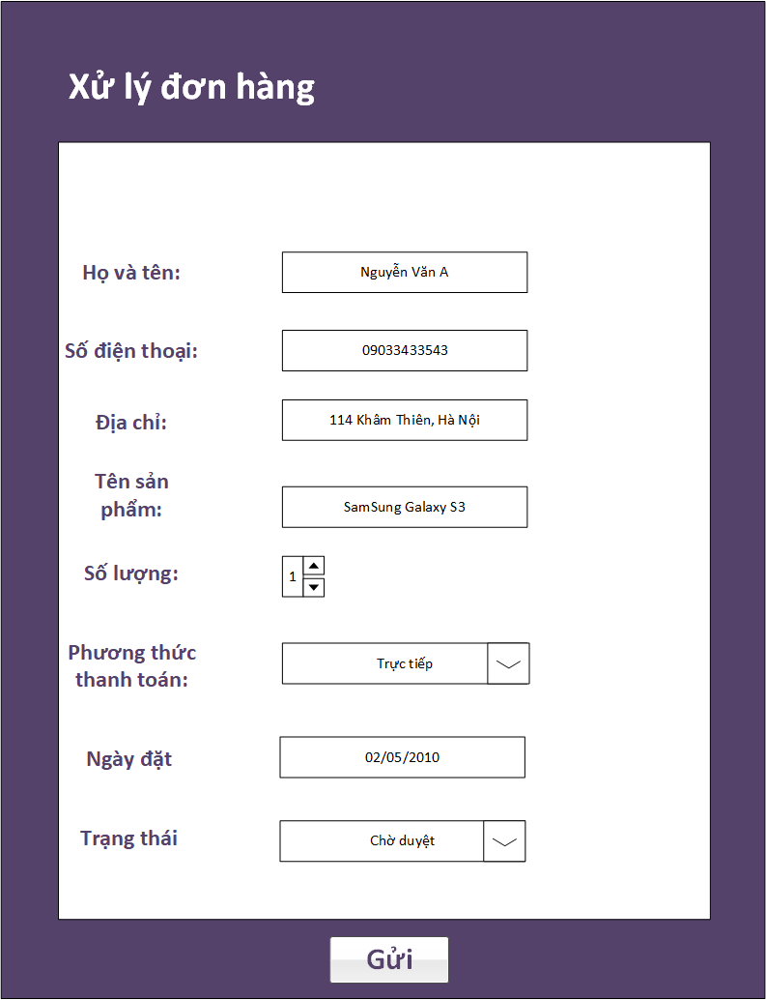 Xử lý đơn hàng
Họ và tên:
Nguyễn Văn A
Số điện thoại:
09033433543
Địa chỉ:
114 Khâm Thiên, Hà Nội
Tên sản
phẩm:
SamSung Galaxy S3
Số lượng:
1
Phương thức
thanh toán:
Trực tiếp
Ngày đặt
02/05/2010
Trạng thái
Chờ duyệt
Gửi